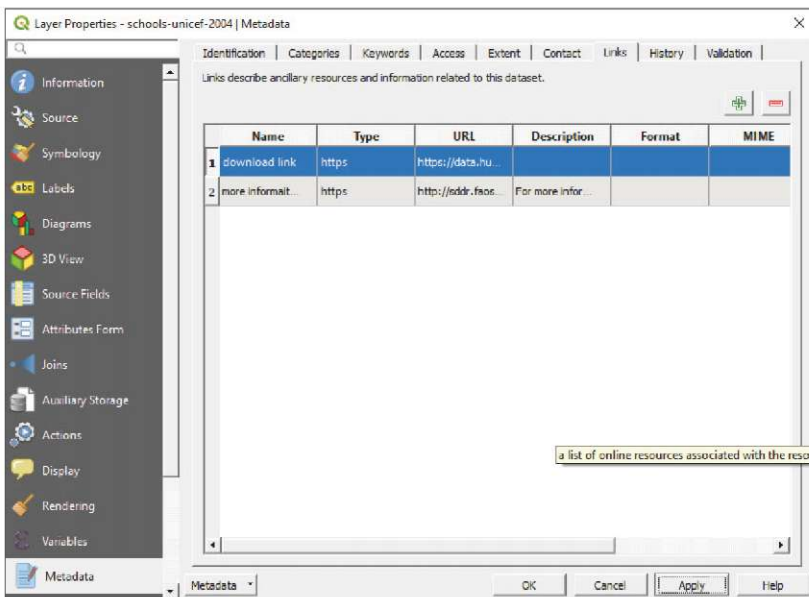 Layer Properties - schools-unicef-2004 | Metadata
Identification Categories Keywords Access Extent Contact Links History Validation
Links describe ancillary resources and information related to this dataset.
Information
Source
Symbology
abc Labels
Diagrams
3D View
Source Fields
Attributes Form
Joins
Auxiliary Storage
Actions
Display
Rendering
Variables
Metadata
Name Type URL Description Format MIME
1 download link https https://data.hu...
2 more informait... https http://sddr.faos... For more infor...
a list of online resources associated with the reso
Metadata OK Cancel Apply Help